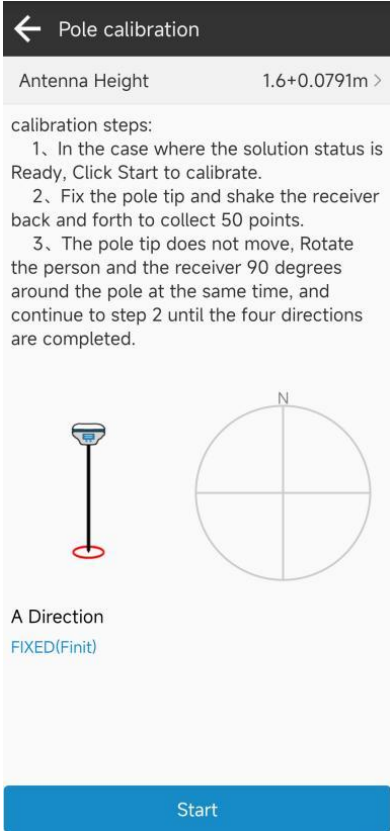 Pole calibration
Antenna Height 1.6+0.0791m >
calibration steps:
1、In the case where the solution status is
Ready, Click Start to calibrate.
2、Fix the pole tip and shake the receiver
back and forth to collect 50 points.
3、The pole tip does not move, Rotate
the person and the receiver 90 degrees
around the pole at the same time, and
continue to step 2 until the four directions
are completed.
N
A Direction
FIXED(Finit)
Start